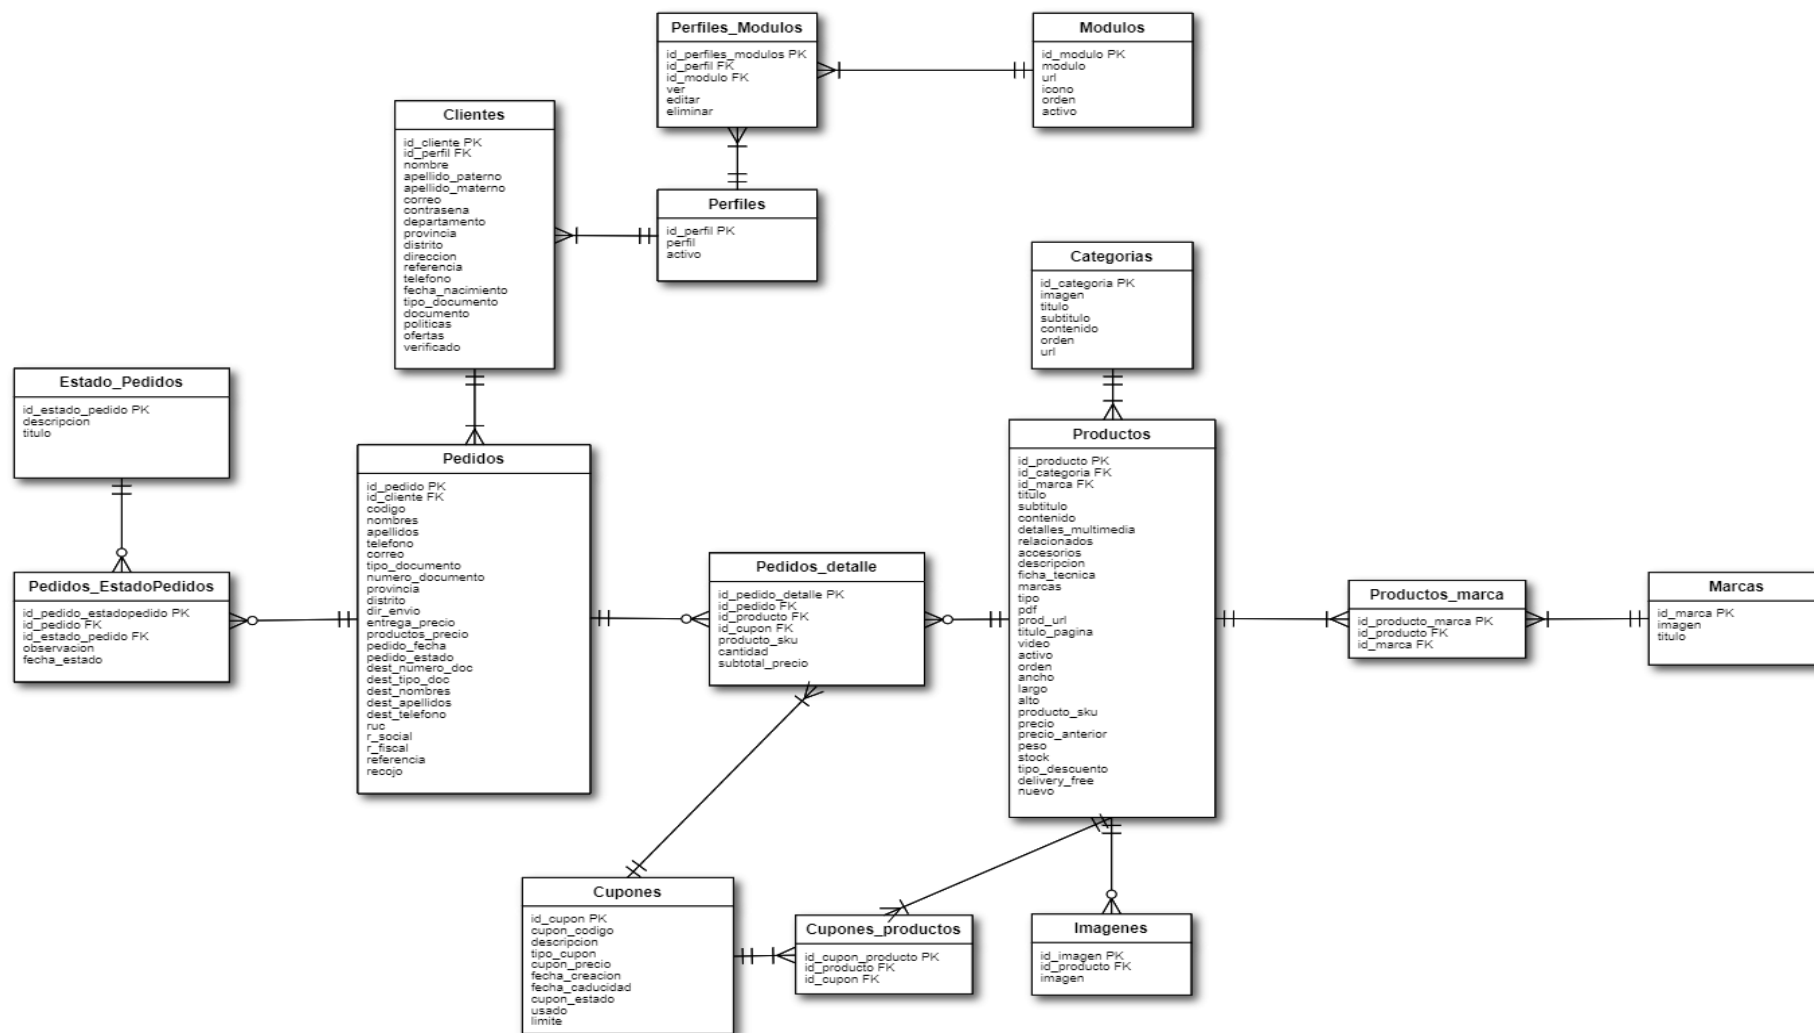 Perfiles_Modulos
id_perfiles_modulos PK
id_perfil FK
id_modulo FK
ver
editar
eliminar
Modulos
id_modulo PK
modulo
url
icono
orden
activo
Clientes
id_cliente PK
id_perfil FK
nombre
apellido_paterno
apellido_materno
correo
contrasena
departamento
provincia
distrito
direccion
referencia
telefono
fecha_nacimiento
tipo_documento
documento
politicas
ofertas
verificado
Perfiles
id_perfil PK
perfil
activo
Categorias
id_categoria PK
imagen
titulo
subtitulo
contenido
orden
url
Estado_Pedidos
id_estado_pedido PK
descripcion
titulo
Pedidos
id_pedido PK
id_cliente FK
codigo
nombres
apellidos
telefono
correo
tipo_documento
numero_documento
provincia
distrito
dir_envio
entrega_precio
productos_precio
pedido_fecha
pedido_estado
dest_numero_doc
dest_tipo_doc
dest_nombres
dest_apellidos
dest_telefono
ruc
r_social
r_fiscal
referencia
recojo
Productos
id_producto PK
id_categoria FK
id_marca FK
titulo
subtitulo
contenido
detalles_multimedia
relacionados
accesorios
descripcion
ficha_tecnica
marcas
tipo
pdf
prod_url
titulo_pagina
video
activo
orden
ancho
largo
alto
producto_sku
precio
precio_anterior
peso
stock
tipo_descuento
delivery_free
nuevo
Pedidos_EstadoPedidos
id_pedido_estadopedido PK
id_pedido FK
id_estado_pedido FK
observacion
fecha_estado
Pedidos_detalle
id_pedido_detalle PK
id_pedido FK
id_producto FK
id_cupon FK
producto_sku
cantidad
subtotal_precio
Productos_marca
id_producto_marca PK
id_producto FK
id_marca FK
Marcas
id_marca PK
imagen
titulo
Cupones
id_cupon PK
cupon_codigo
descripcion
tipo_cupon
cupon_precio
fecha_creacion
fecha_caducidad
cupon_estado
usado
limite
Cupones_productos
id_cupon_producto PK
id_producto FK
id_cupon FK
Imagenes
id_imagen PK
id_producto FK
imagen